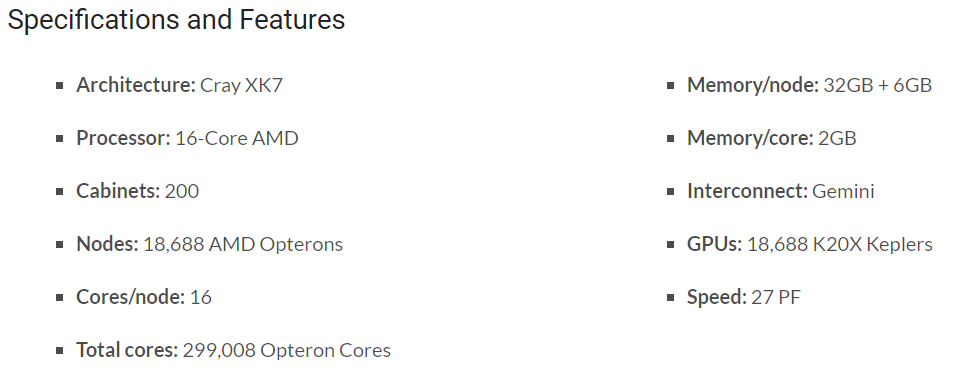 Specifications and Features
Architecture: Cray XK7
Processor: 16-Core AMD
Cabinets: 200
Nodes: 18,688 AMD Opterons
Cores/node: 16
Total cores: 299,008 Opteron Cores
Memory/node: 32GB + 6GB
Memory/core: 2GB
Interconnect: Gemini
GPUs: 18,688 K20X Keplers
Speed: 27 PF